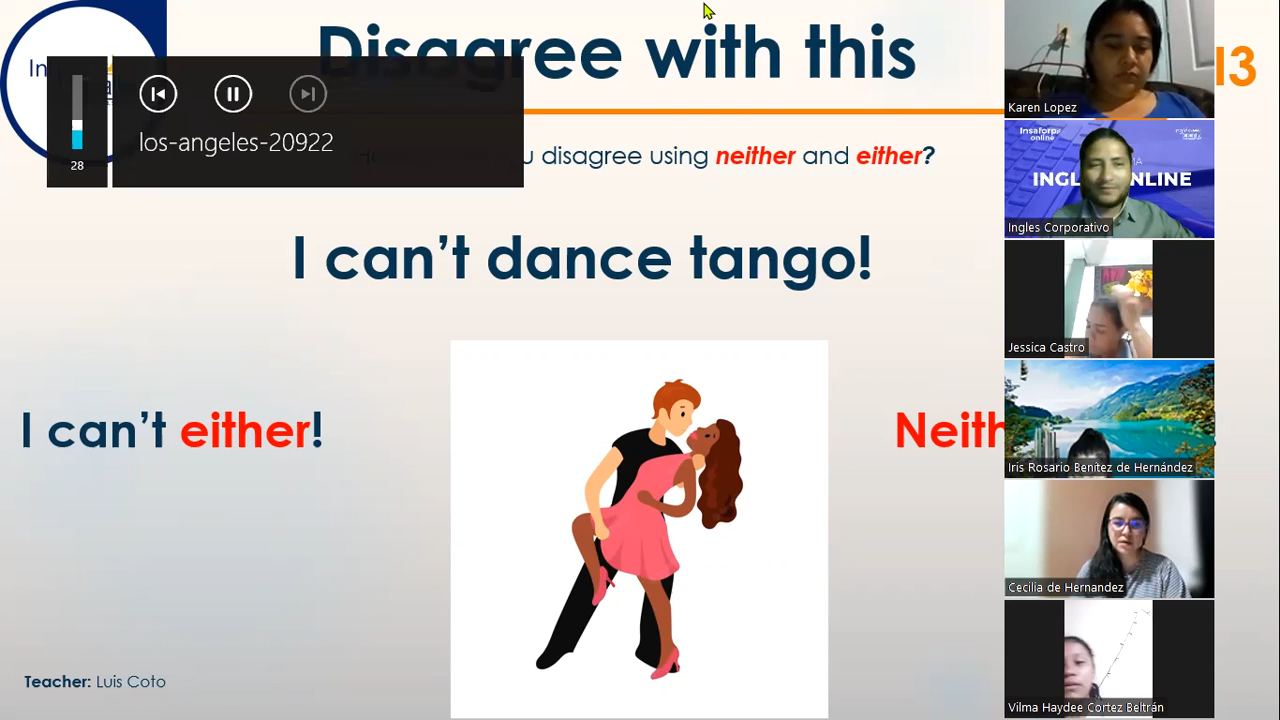 Disagree with this
13
los-angeles-20922
28
disagree using neither and either?
I can't dance tango!
I can't either!
Teacher: Luis Coto
Karen Lopez
Insaforp
online
Ingles Corporativo
Jessica Castro
Iris Rosario Benítez de Hernández
Cecilia de Hernandez
Vilma Haydee Cortez Beltrán